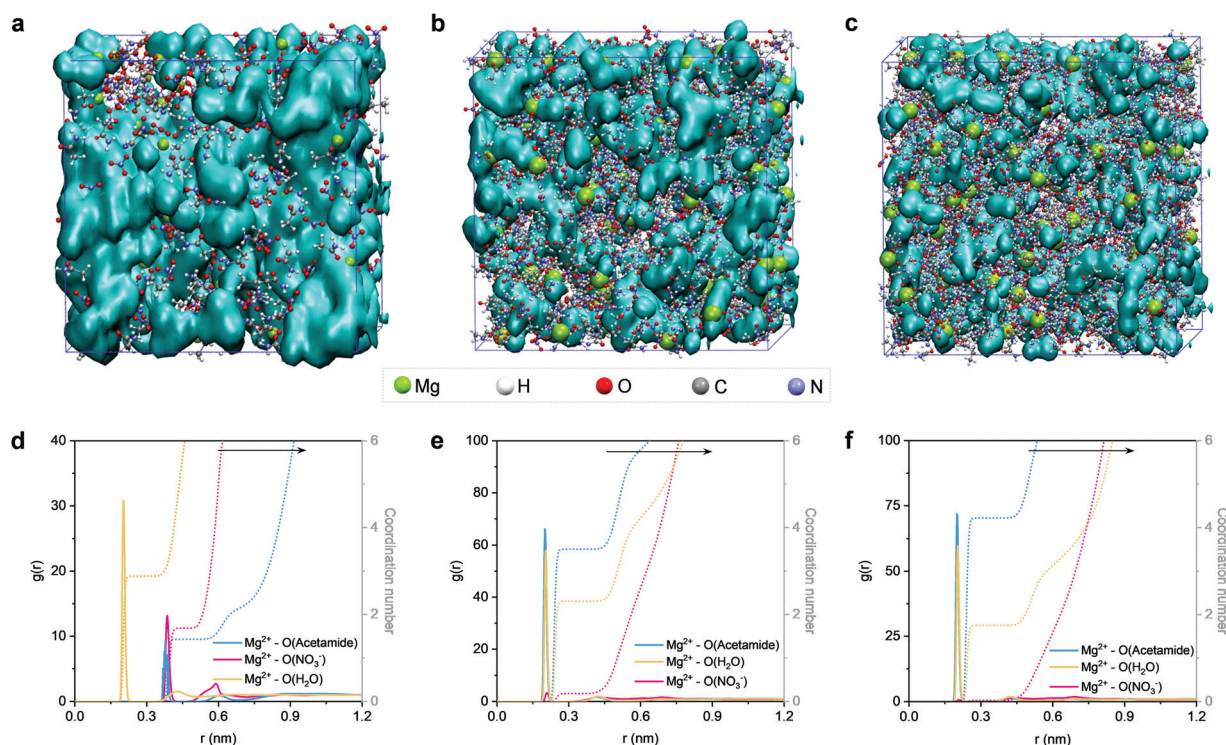 a
b
c
Mg H O C N
d
40
30
20
10
0
g(r)
6
4
2
0
Coordination number
Mg²⁺ - O(Acetamide)
Mg²⁺ - O(NO₃⁻)
Mg²⁺ - O(H₂O)
0.0 0.3 0.6 0.9 1.2
r (nm)
e
100
80
60
40
20
0
g(r)
6
4
2
0
Coordination number
Mg²⁺ - O(Acetamide)
Mg²⁺ - O(H₂O)
Mg²⁺ - O(NO₃⁻)
0.0 0.3 0.6 0.9 1.2
r (nm)
f
100
75
50
25
0
g(r)
6
4
2
0
Coordination number
Mg²⁺ - O(Acetamide)
Mg²⁺ - O(H₂O)
Mg²⁺ - O(NO₃⁻)
0.0 0.3 0.6 0.9 1.2
r (nm)